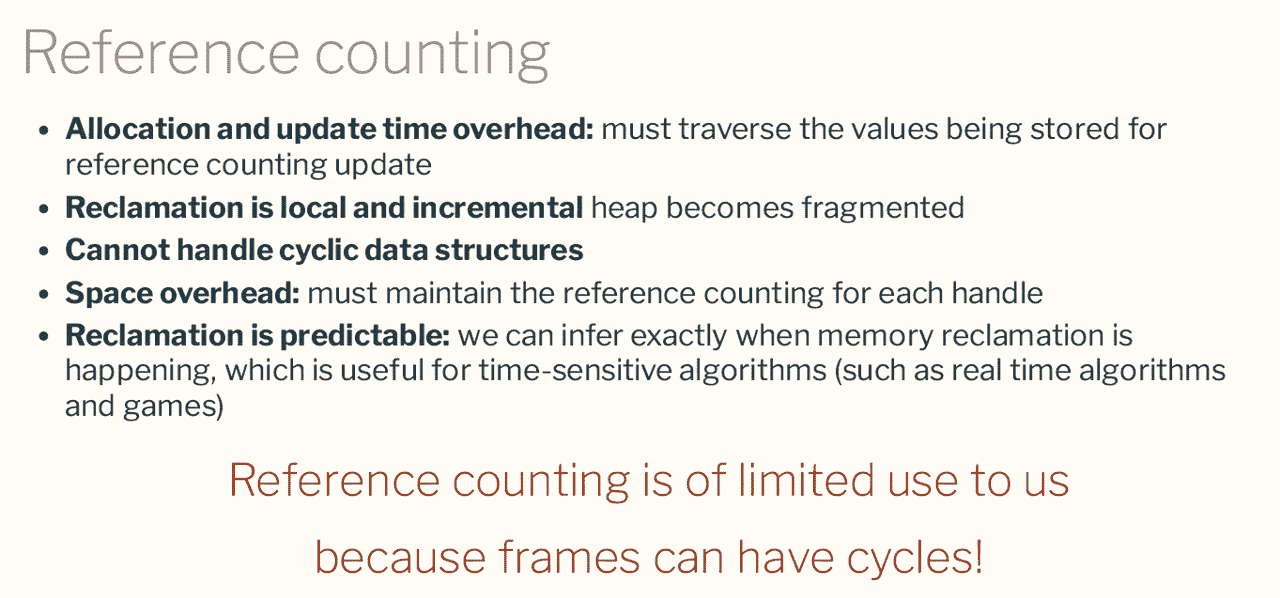 Reference counting
• Allocation and update time overhead: must traverse the values being stored for
reference counting update
• Reclamation is local and incremental heap becomes fragmented
• Cannot handle cyclic data structures
• Space overhead: must maintain the reference counting for each handle
• Reclamation is predictable: we can infer exactly when memory reclamation is
happening, which is useful for time-sensitive algorithms (such as real time algorithms
and games)
Reference counting is of limited use to us
because frames can have cycles!